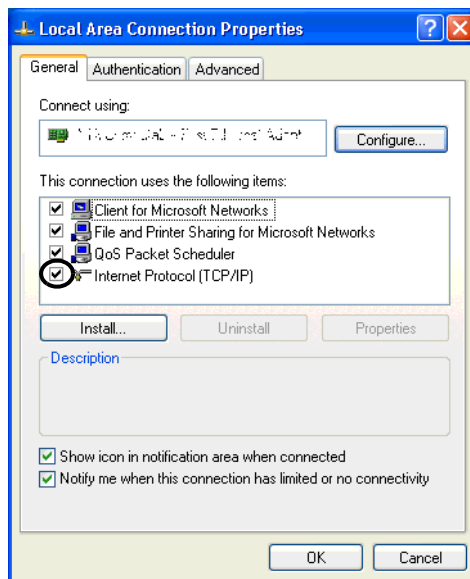 Local Area Connection Properties
General Authentication Advanced
Connect using:
Configure...
This connection uses the following items:
Client for Microsoft Networks
File and Printer Sharing for Microsoft Networks
QoS Packet Scheduler
Internet Protocol (TCP/IP)
Install... Uninstall Properties
Description
Show icon in notification area when connected
Notify me when this connection has limited or no connectivity
OK Cancel